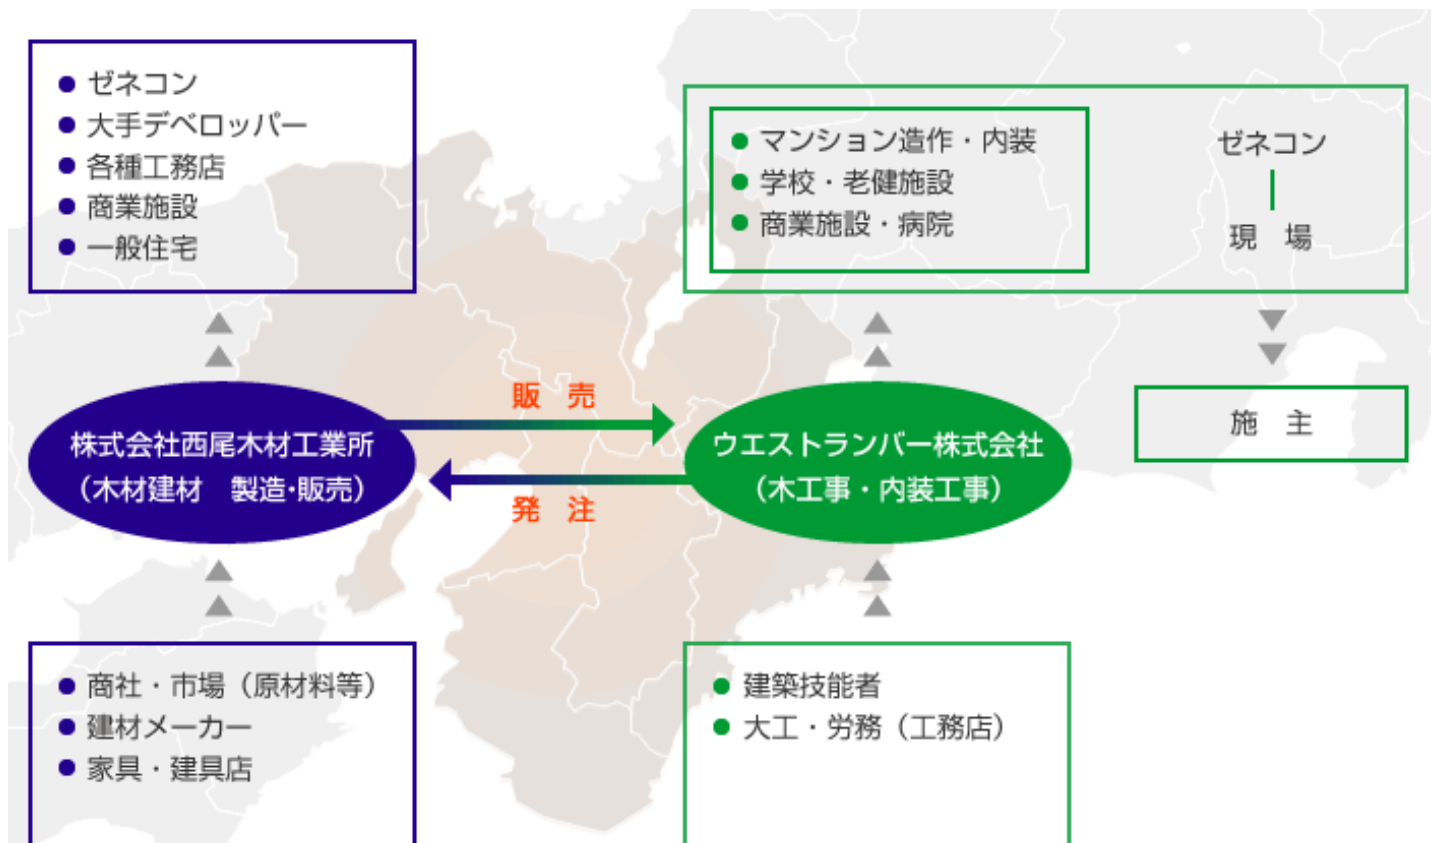 ゼネコン
大手デベロッパー
各種工務店
商業施設
一般住宅
マンション造作・内装
学校・老健施設
商業施設・病院
ゼネコン
現　場
施　主
販　売
株式会社西尾木材工業所
（木材建材　製造・販売）
ウエストランバー株式会社
（木工事・内装工事）
発　注
商社・市場（原材料等）
建材メーカー
家具・建具店
建築技能者
大工・労務（工務店）